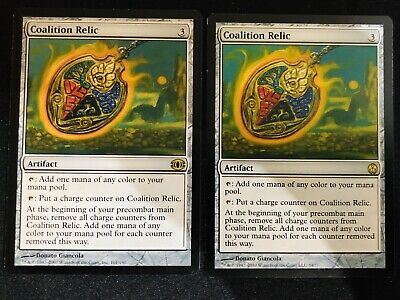 Coalition Relic 3
Artifact
T: Add one mana of any color to your
mana pool.
T: Put a charge counter on Coalition Relic.
At the beginning of your precombat main
phase, remove all charge counters from
Coalition Relic. Add one mana of any
color to your mana pool for each counter
removed this way.
Donato Giancola
Coalition Relic 3
Artifact
T: Add one mana of any color to your
mana pool.
T: Put a charge counter on Coalition Relic.
At the beginning of your precombat main
phase, remove all charge counters from
Coalition Relic. Add one mana of any
color to your mana pool for each counter
removed this way.
Donato Giancola